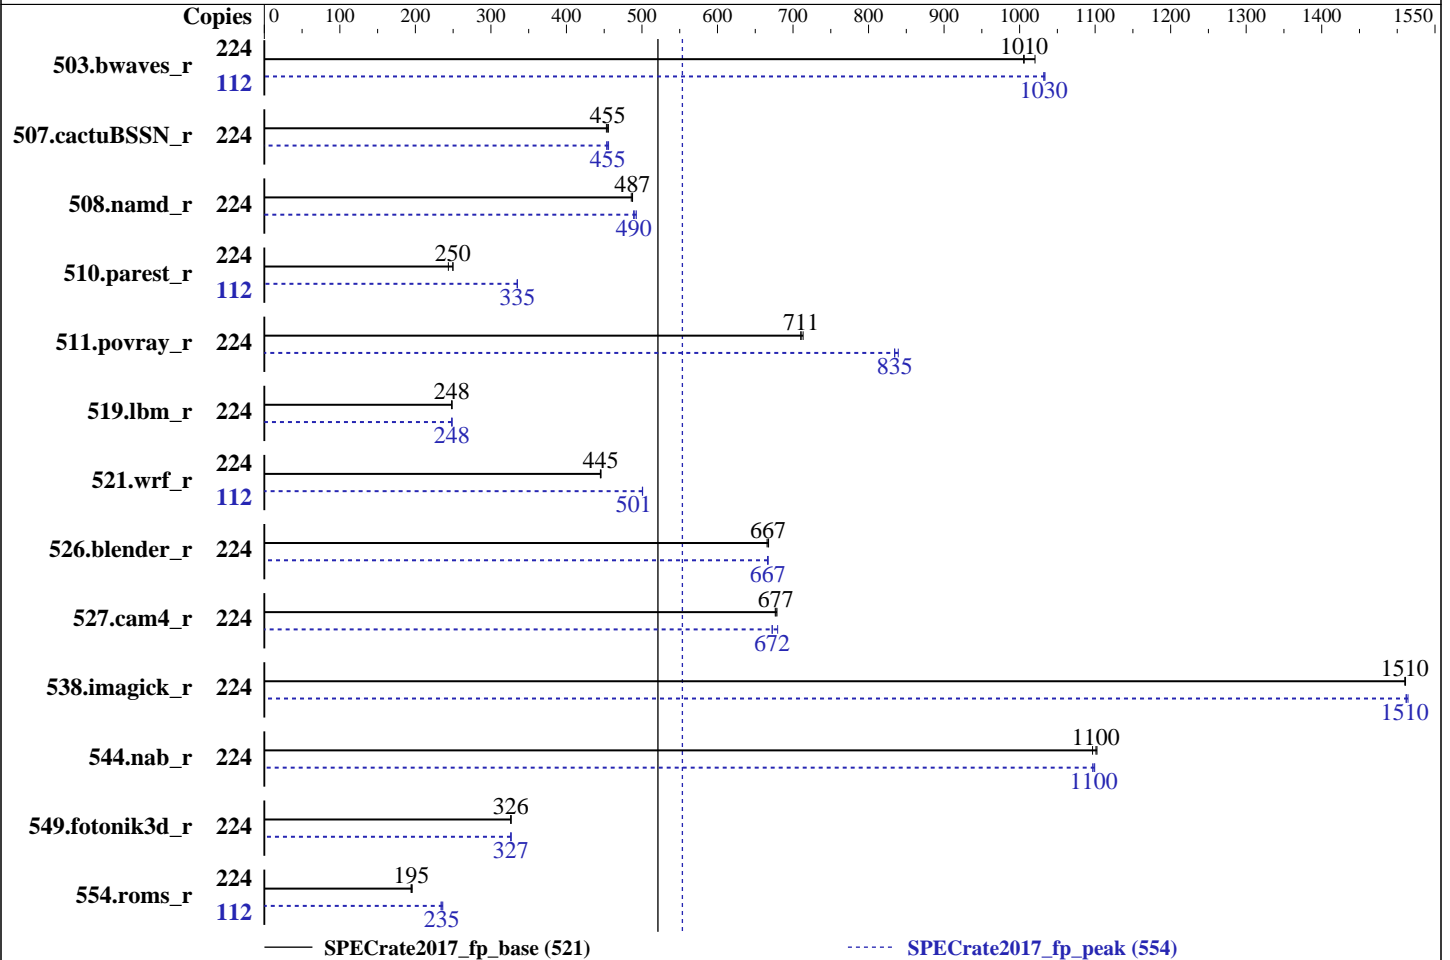 Copies 0 100 200 300 400 500 600 700 800 900 1000 1100 1200 1300 1400 1550
503.bwaves_r 224 1010
112 1030
507.cactuBSSN_r 224 455
455
508.namd_r 224 487
490
510.parest_r 224 250
112 335
511.povray_r 224 711
835
519.lbm_r 224 248
248
521.wrf_r 224 445
112 501
526.blender_r 224 667
667
527.cam4_r 224 677
672
538.imagick_r 224 1510
1510
544.nab_r 224 1100
1100
549.fotonik3d_r 224 326
327
554.roms_r 224 195
112 235
SPECrate2017_fp_base (521) SPECrate2017_fp_peak (554)